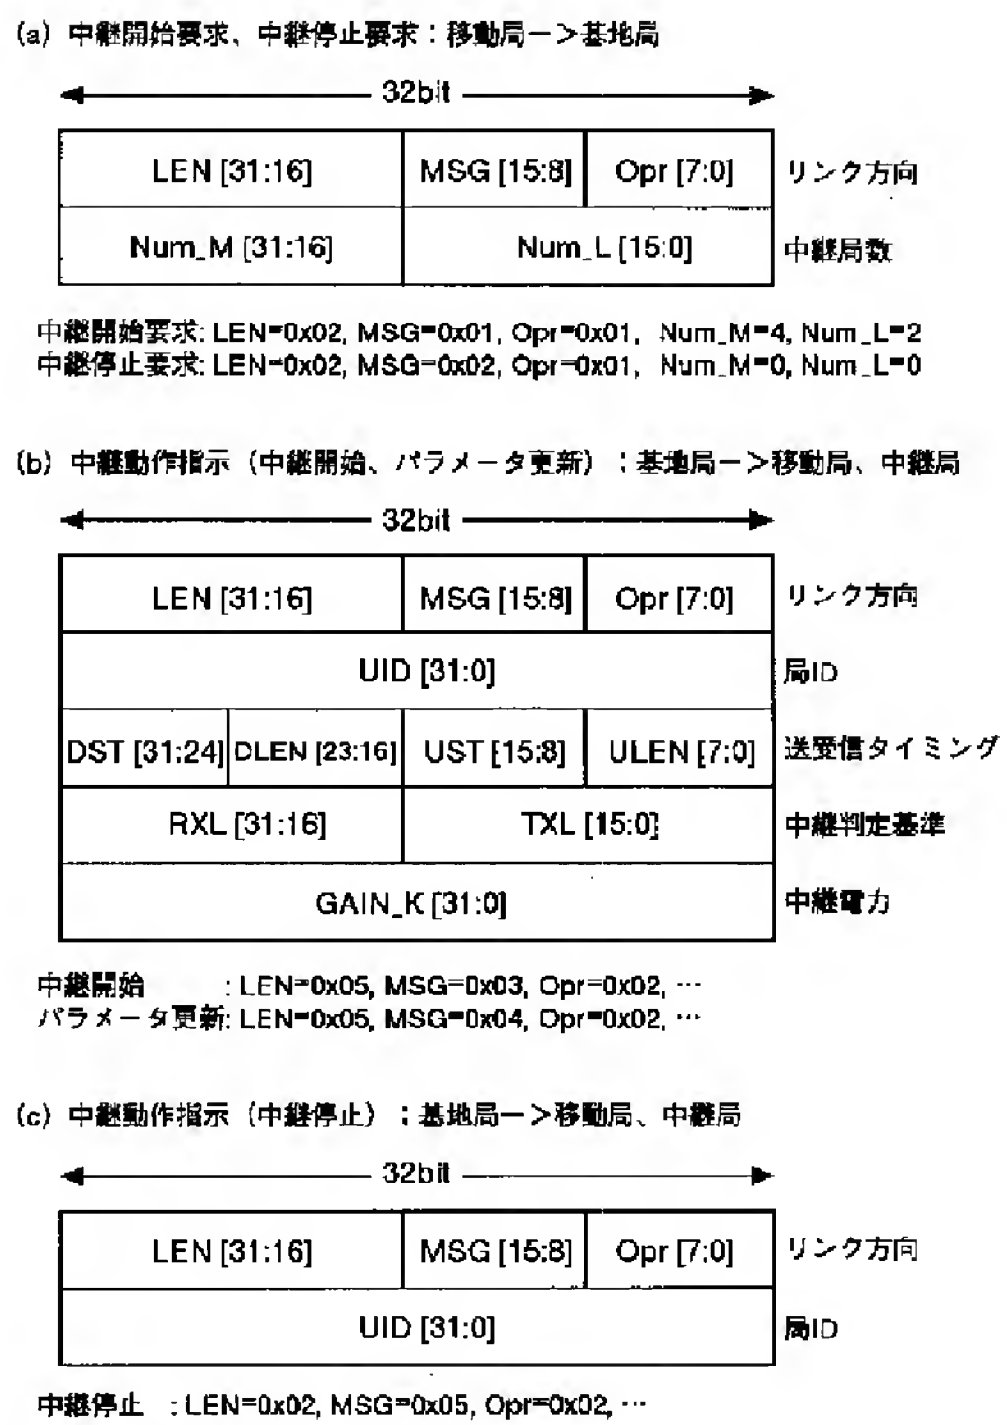 (a) 中継開始要求、中継停止要求:移動局ー>基地局
32bit
LEN [31:16] MSG [15:8] Opr [7:0] リンク方向
Num_M [31:16] Num_L [15:0] 中継局数
中継開始要求: LEN=0x02, MSG=0x01, Opr=0x01, Num_M=4, Num_L=2
中継停止要求: LEN=0x02, MSG=0x02, Opr=0x01, Num_M=0, Num_L=0
(b) 中継動作指示(中継開始、パラメータ更新):基地局ー>移動局、中継局
32bit
LEN [31:16] MSG [15:8] Opr [7:0] リンク方向
UID [31:0] 局ID
DST [31:24] DLEN [23:16] UST [15:8] ULEN [7:0] 送受信タイミング
RXL [31:16] TXL [15:0] 中継判定基準
GAIN_K [31:0] 中継電力
中継開始 : LEN=0x05, MSG=0x03, Opr=0x02, …
パラメータ更新: LEN=0x05, MSG=0x04, Opr=0x02, …
(c) 中継動作指示(中継停止):基地局ー>移動局、中継局
32bit
LEN [31:16] MSG [15:8] Opr [7:0] リンク方向
UID [31:0] 局ID
中継停止 : LEN=0x02, MSG=0x05, Opr=0x02, …